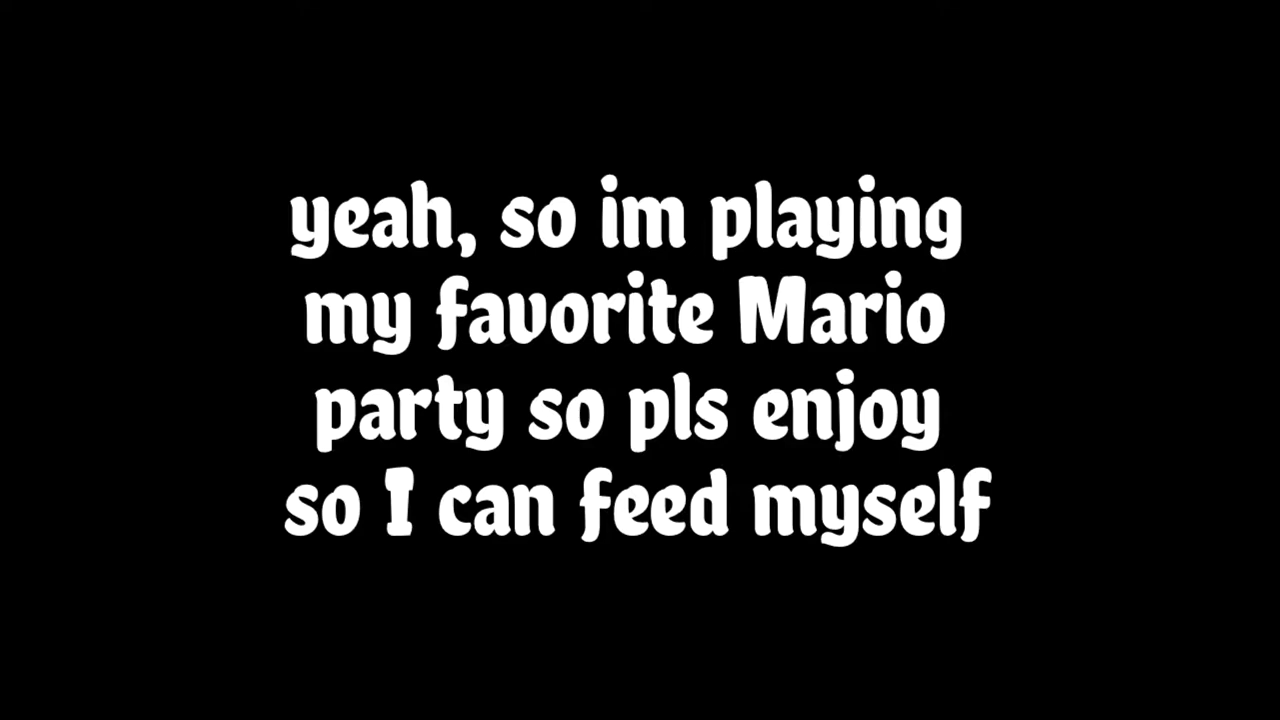 yeah, so im playing
my favorite Mario
party so pls enjoy
so I can feed myself